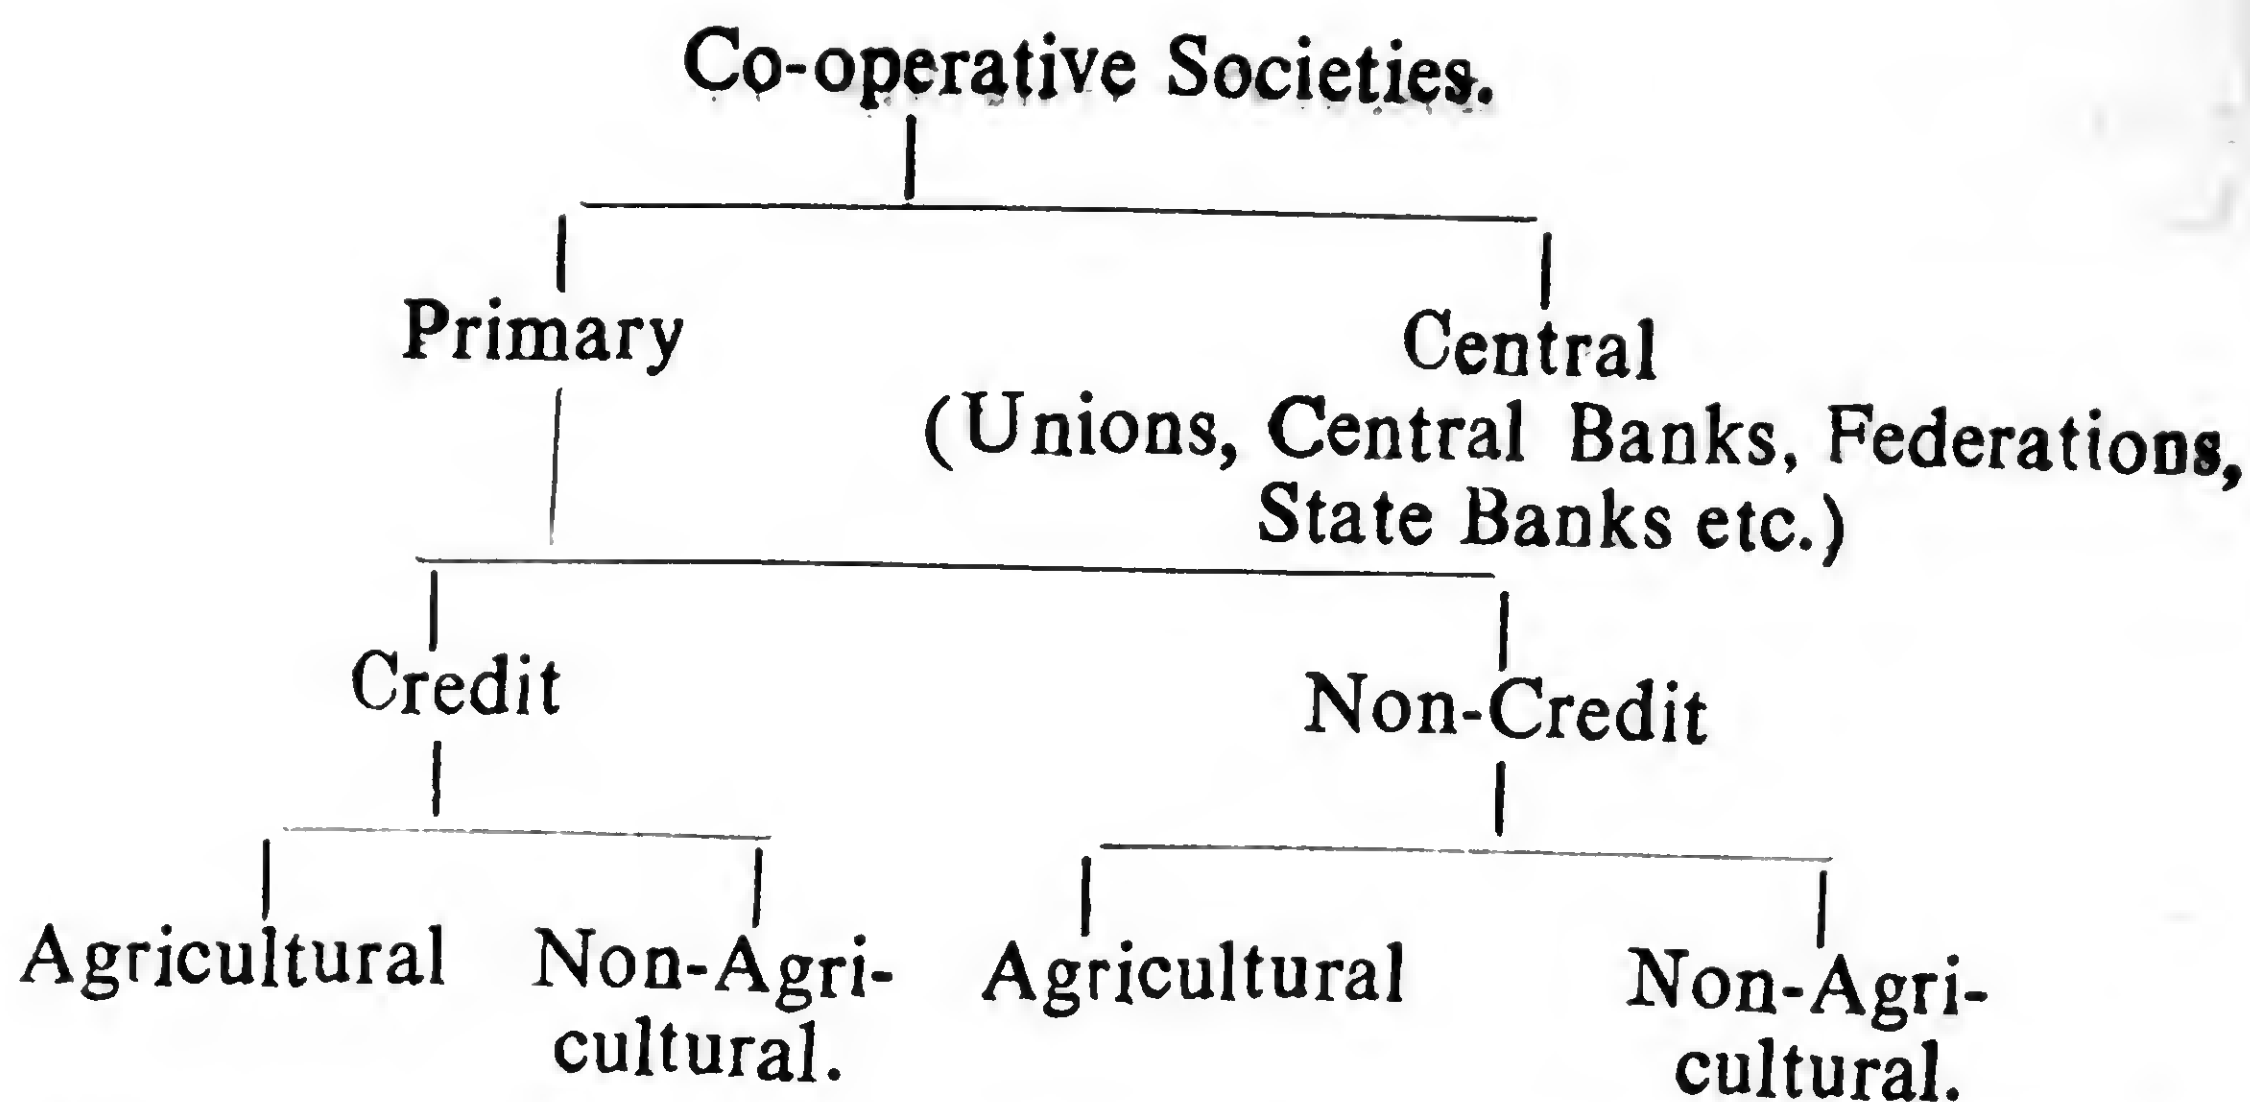 Co-operative Societies.
Primary
Central
(Unions, Central Banks, Federations,
State Banks etc.)
Credit
Non-Credit
Agricultural
Non-Agri-
cultural.
Agricultural
Non-Agri-
cultural.